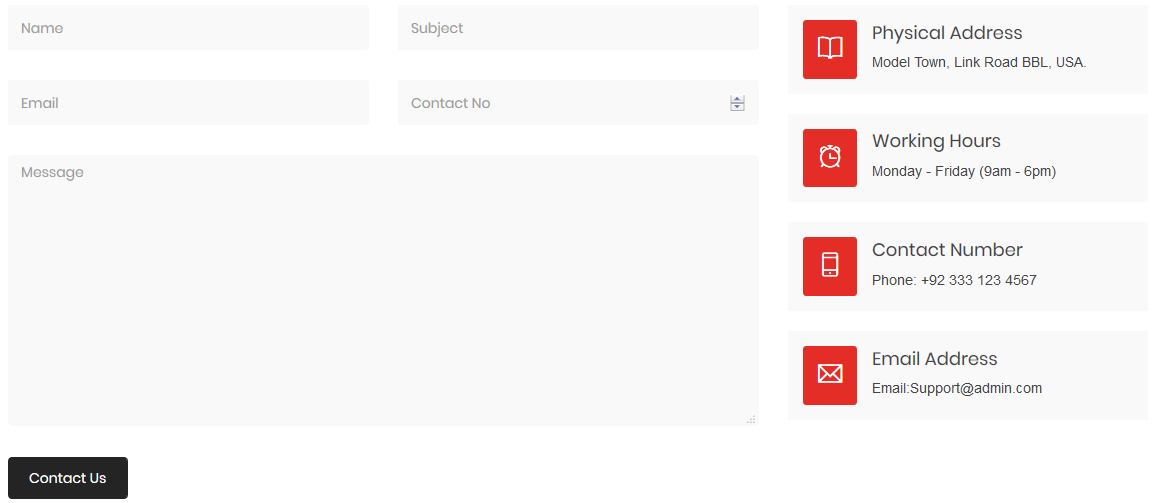 Name
Subject
Email
Contact No
Message
Contact Us
Physical Address
Model Town, Link Road BBL, USA.
Working Hours
Monday - Friday (9am - 6pm)
Contact Number
Phone: +92 333 123 4567
Email Address
Email:Support@admin.com